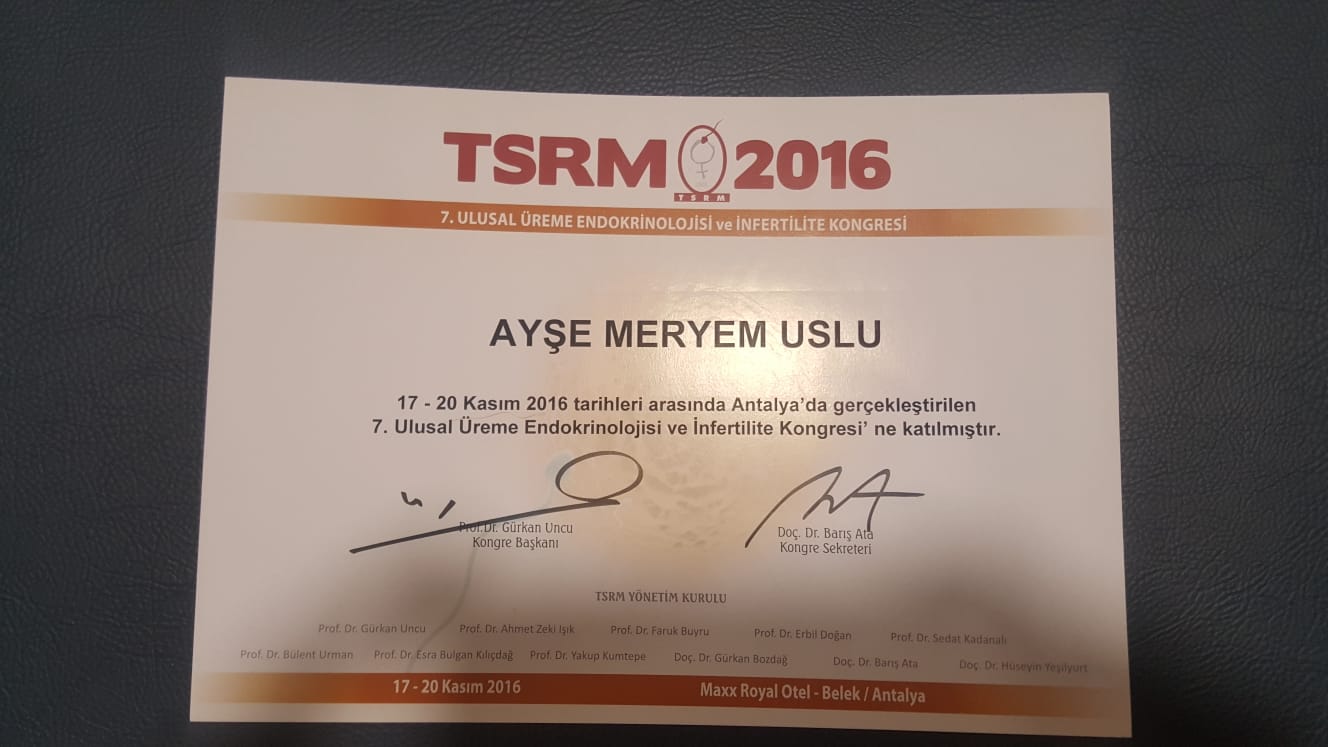 TSRM 2016
TSRM
7. ULUSAL ÜREME ENDOKRİNOLOJİSİ ve İNFERTİLİTE KONGRESİ
AYŞE MERYEM USLU
17 - 20 Kasım 2016 tarihleri arasında Antalya'da gerçekleştirilen
7. Ulusal Üreme Endokrinolojisi ve İnfertilite Kongresi' ne katılmıştır.
Prof.Dr. Gürkan Uncu
Kongre Başkanı
Doç. Dr. Barış Ata
Kongre Sekreteri
TSRM YÖNETİM KURULU
Prof. Dr. Gürkan Uncu Prof. Dr. Ahmet Zeki Işık Prof. Dr. Faruk Buyru Prof. Dr. Erbil Doğan Prof. Dr. Sedat Kadanalı
Prof. Dr. Bülent Urman Prof. Dr. Esra Bulgan Kılıçdağ Prof. Dr. Yakup Kumtepe Doç. Dr. Gürkan Bozdağ Doç. Dr. Barış Ata Doç. Dr. Hüseyin Yeşilyurt
17 - 20 Kasım 2016 Maxx Royal Otel - Belek / Antalya